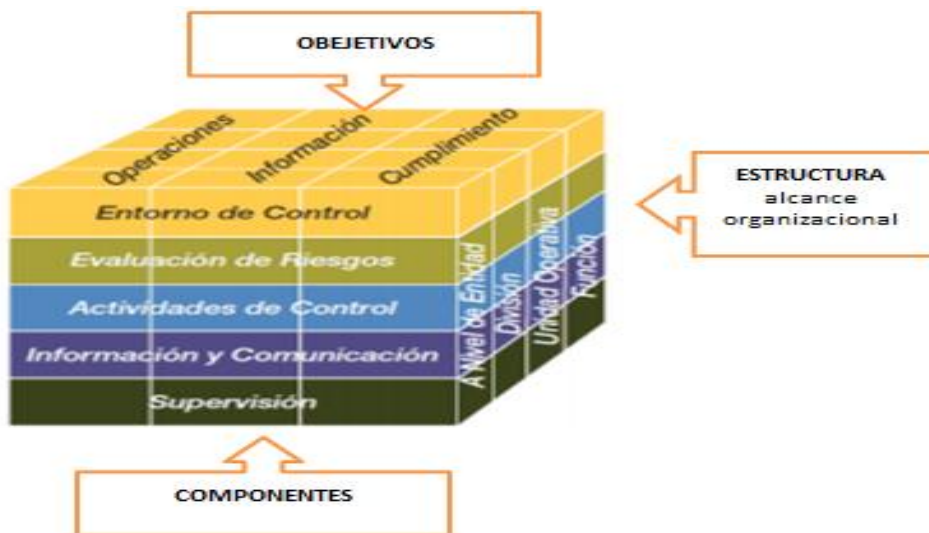 OBEJETIVOS
Operaciones
Información
Cumplimiento
ESTRUCTURA
alcance
organizacional
Entorno de Control
Evaluación de Riesgos
Actividades de Control
Información y Comunicación
Supervisión
A Nivel de Entidad
División
Unidad Operativa
Función
COMPONENTES